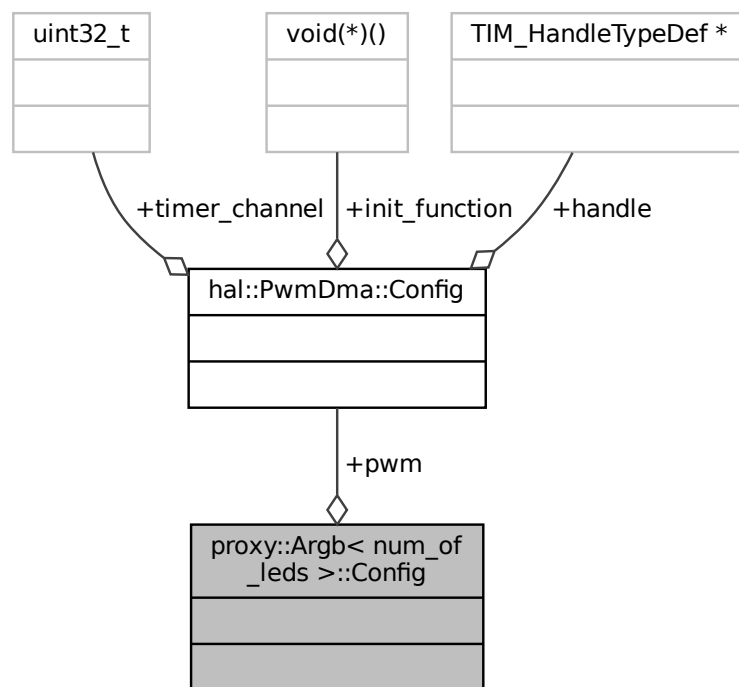 uint32_t
void(*)()
TIM_HandleTypeDef *
+timer_channel
+init_function
+handle
hal::PwmDma::Config
+pwm
proxy::Argb< num_of
_leds >::Config